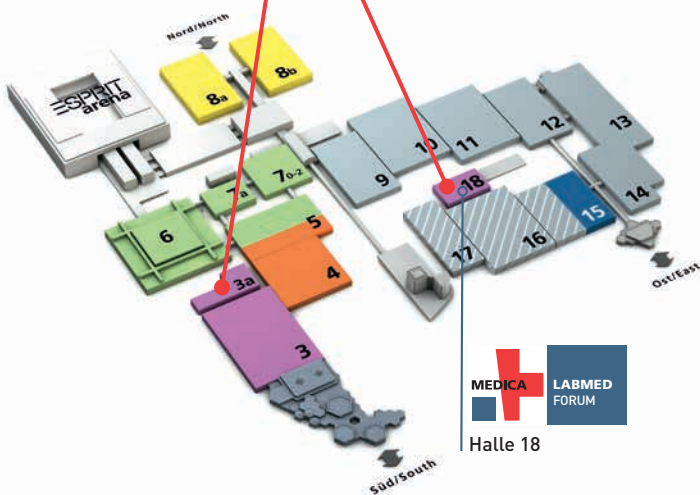 Nord/North
8b
8a
ESPRIT
arena
13
12
11
10
9
7 0-2
7a
18
14
15
16
17
6
5
4
Ost/East
3a
3
MEDICA
LABMED
FORUM
Halle 18
Süd/South